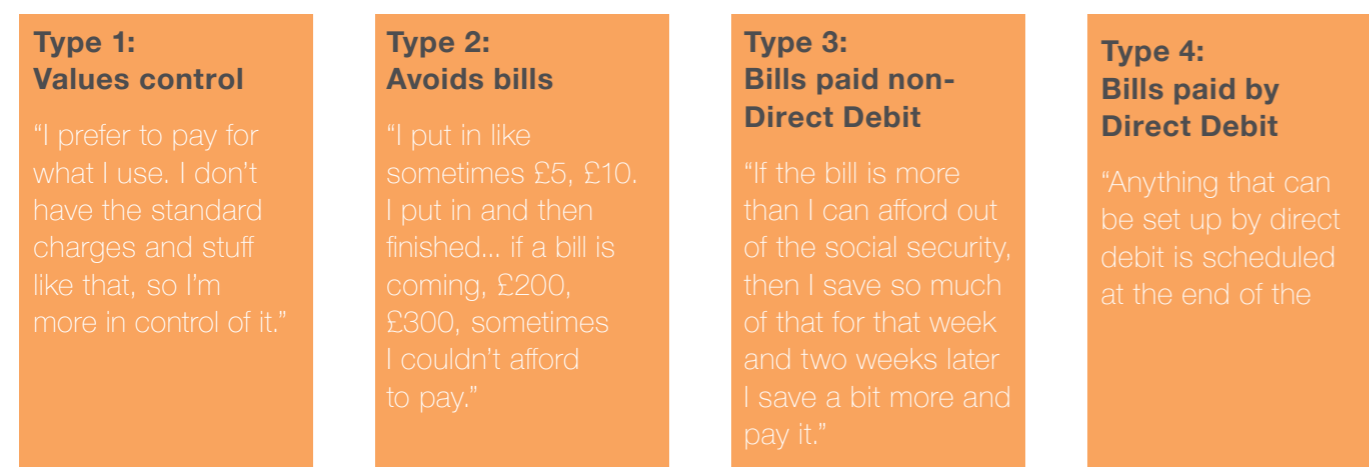 Type 1:
Values control
“I prefer to pay for
what I use. I don’t
have the standard
charges and stuff
like that, so I’m
more in control of it.”
Type 2:
Avoids bills
“I put in like
sometimes £5, £10.
I put in and then
finished... if a bill is
coming, £200,
£300, sometimes
I couldn’t afford
to pay.”
Type 3:
Bills paid non-
Direct Debit
“If the bill is more
than I can afford out
of the social security,
then I save so much
of that for that week
and two weeks later
I save a bit more and
pay it.”
Type 4:
Bills paid by
Direct Debit
“Anything that can
be set up by direct
debit is scheduled
at the end of the